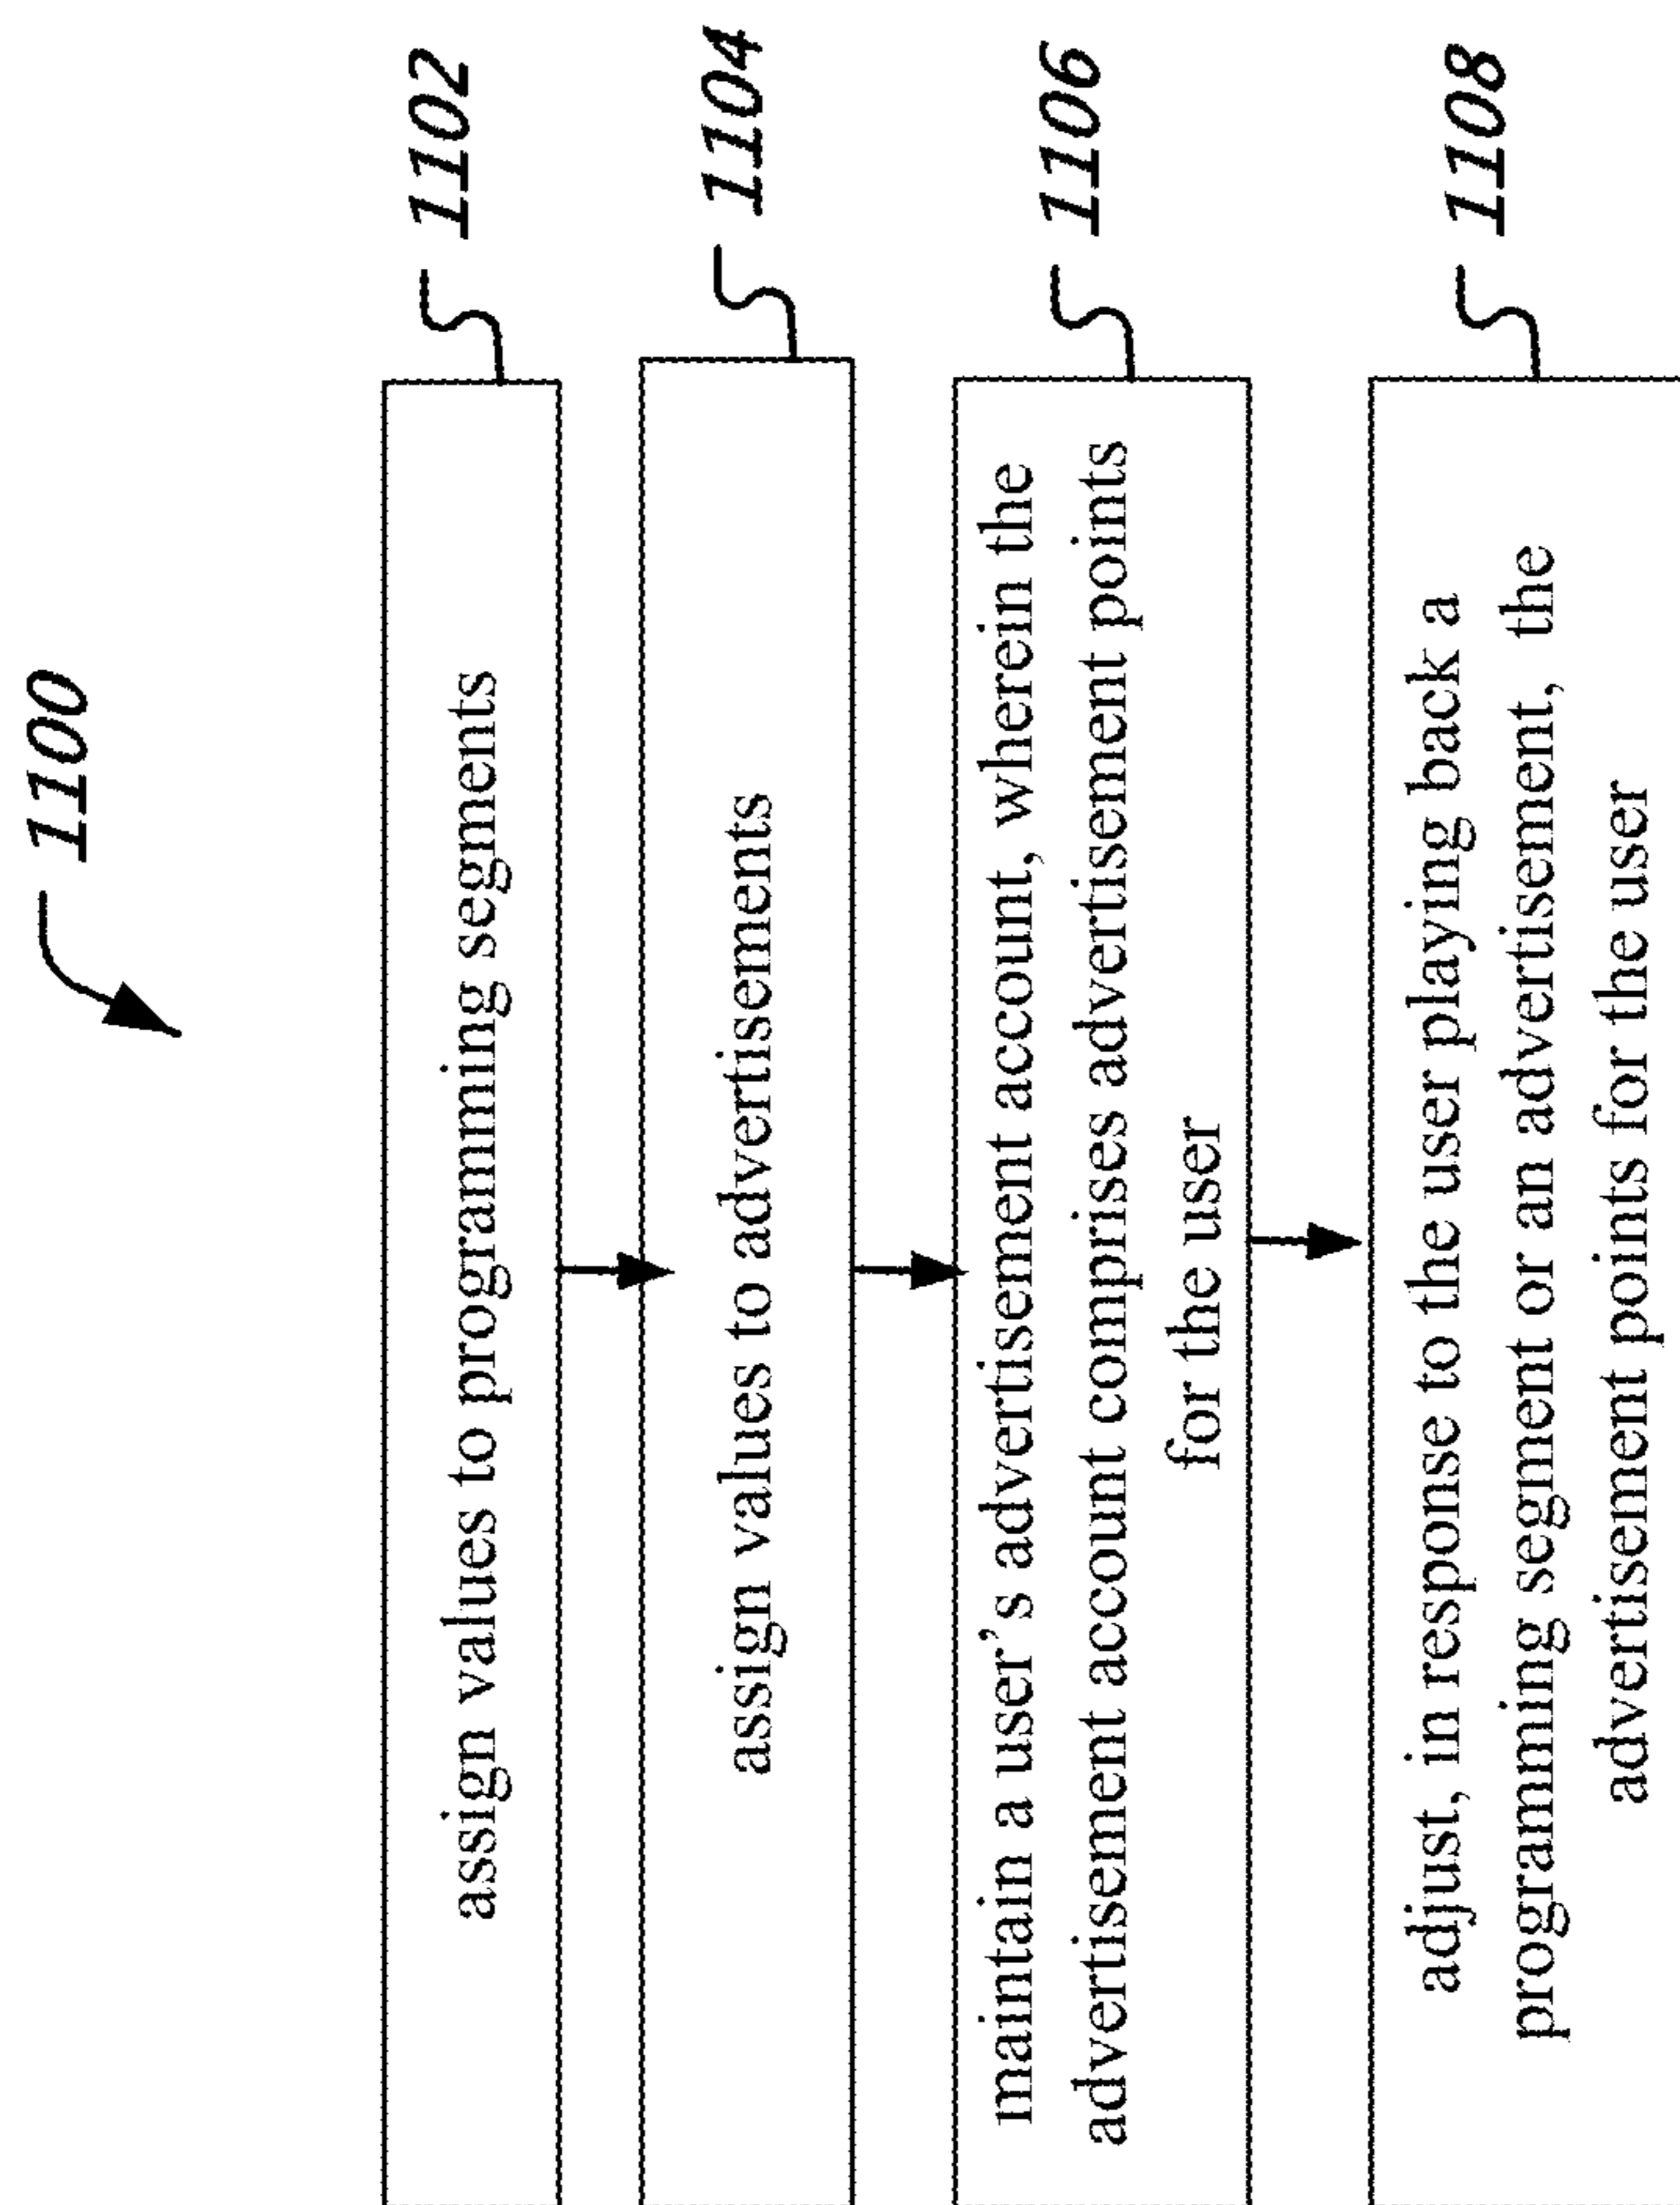 1100
assign values to programming segments
1102
assign values to advertisements
1104
maintain a user's advertisement account, wherein the
advertisement account comprises advertisement points
for the user
1106
adjust, in response to the user playing back a
programming segment or an advertisement, the
advertisement points for the user
1108